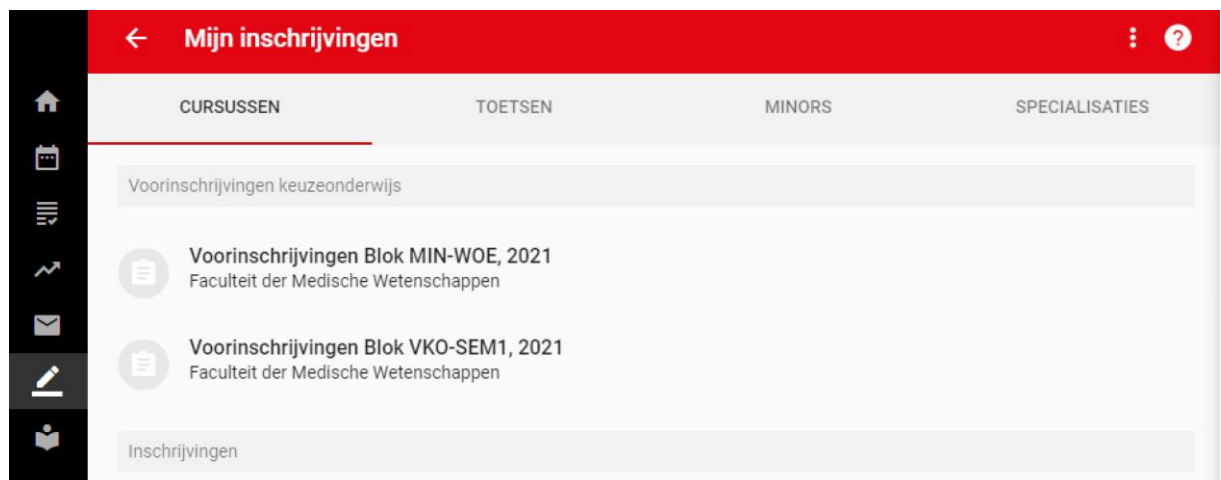 Mijn inschrijvingen
?
CURSUSSEN TOETSEN MINORS SPECIALISATIES
Voorinschrijvingen keuzeonderwijs
Voorinschrijvingen Blok MIN-WOE, 2021
Faculteit der Medische Wetenschappen
Voorinschrijvingen Blok VKO-SEM1, 2021
Faculteit der Medische Wetenschappen
Inschrijvingen